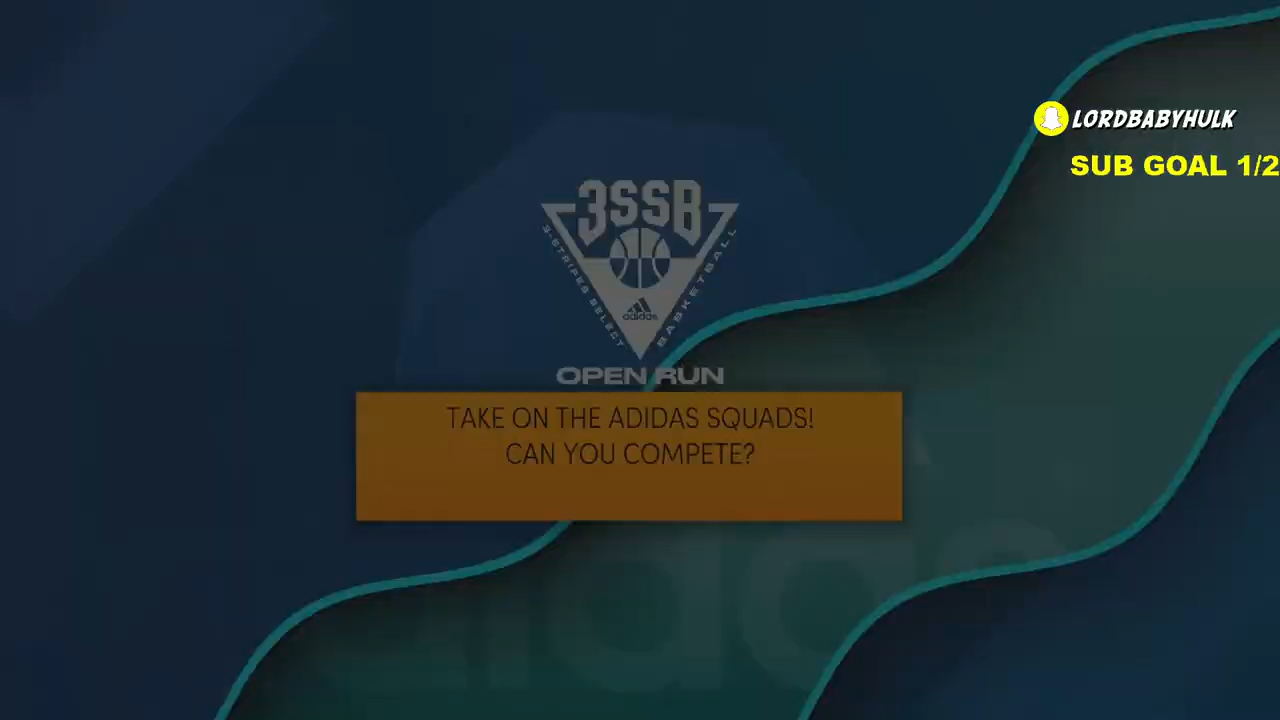 LORDBABYHULK
SUB GOAL 1/2
3SSB
3-STRIPES SELECT BASKETBALL
adidas
OPEN RUN
TAKE ON THE ADIDAS SQUADS!
CAN YOU COMPETE?
adidas